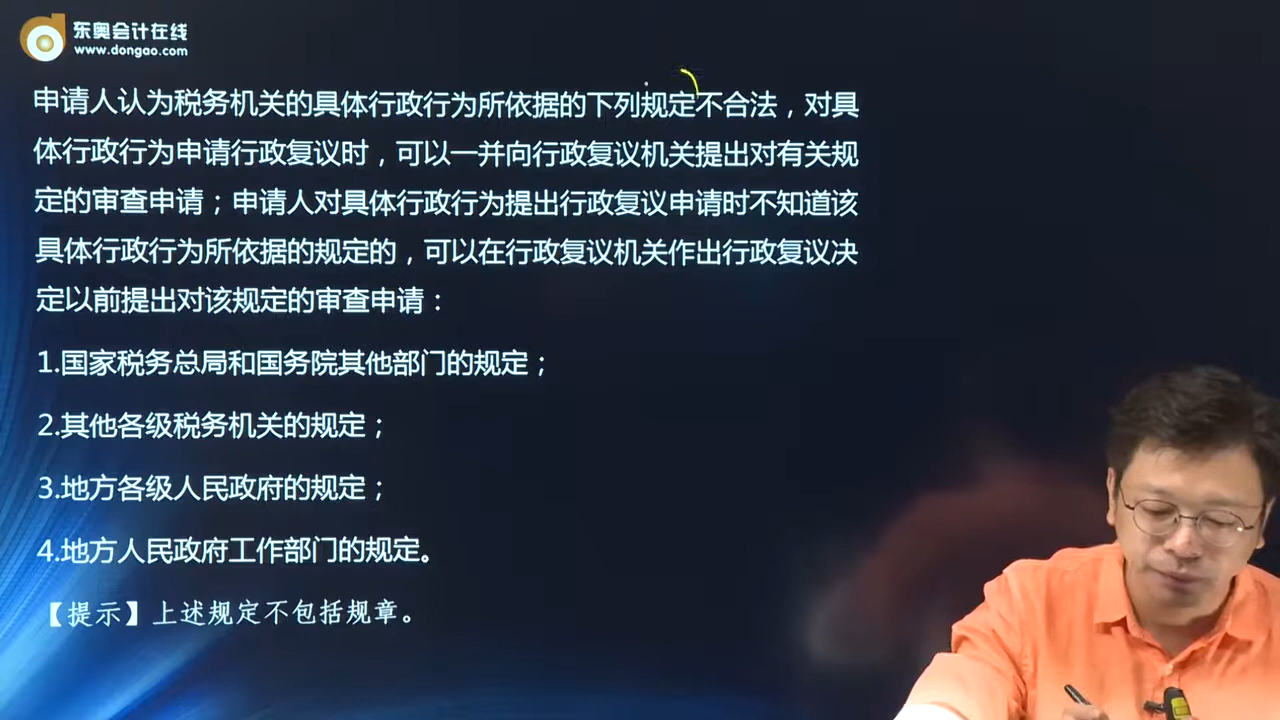 东奥会计在线
www.dongao.com
申请人认为税务机关的具体行政行为所依据的下列规定不合法，对具
体行政行为申请行政复议时，可以一并向行政复议机关提出对有关规
定的审查申请；申请人对具体行政行为提出行政复议申请时不知道该
具体行政行为所依据的规定的，可以在行政复议机关作出行政复议决
定以前提出对该规定的审查申请：
1.国家税务总局和国务院其他部门的规定；
2.其他各级税务机关的规定；
3.地方各级人民政府的规定；
4.地方人民政府工作部门的规定。
【提示】上述规定不包括规章。